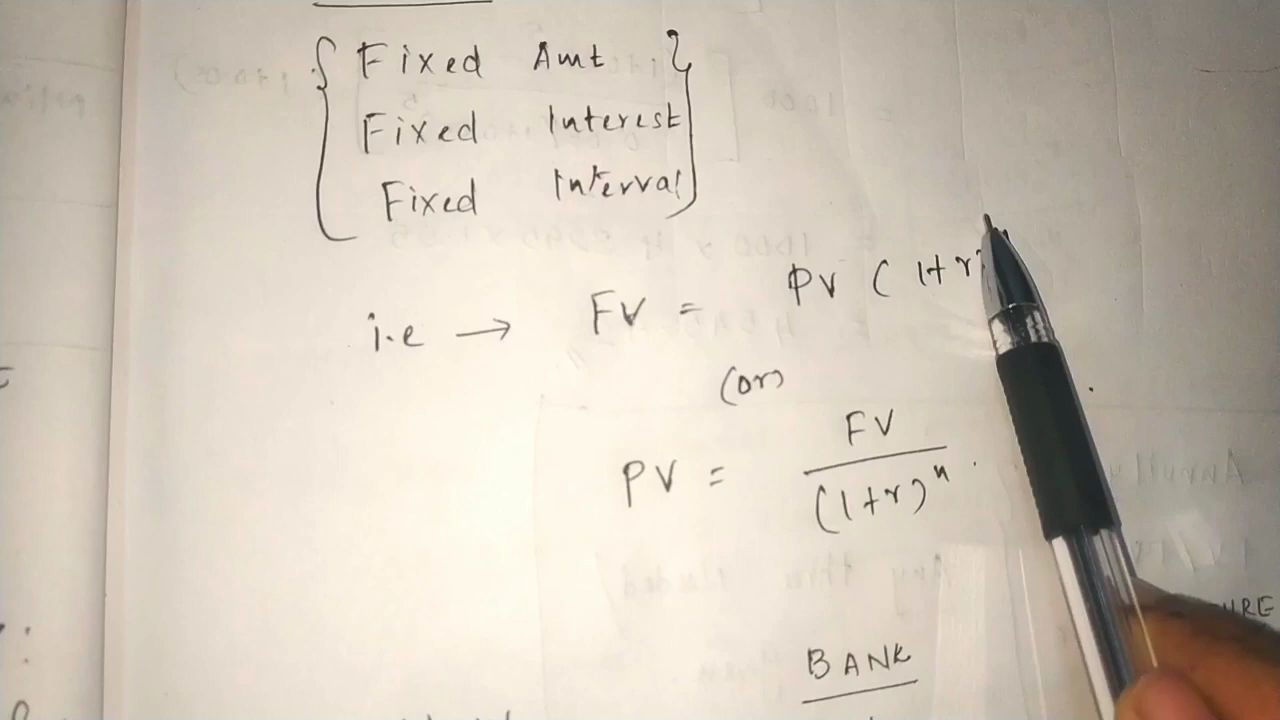 { Fixed Amt }
Fixed Interest
Fixed Interval
i.e → FV = PV ( 1+r)
(or)
PV = FV
(1+r)^n
BANK